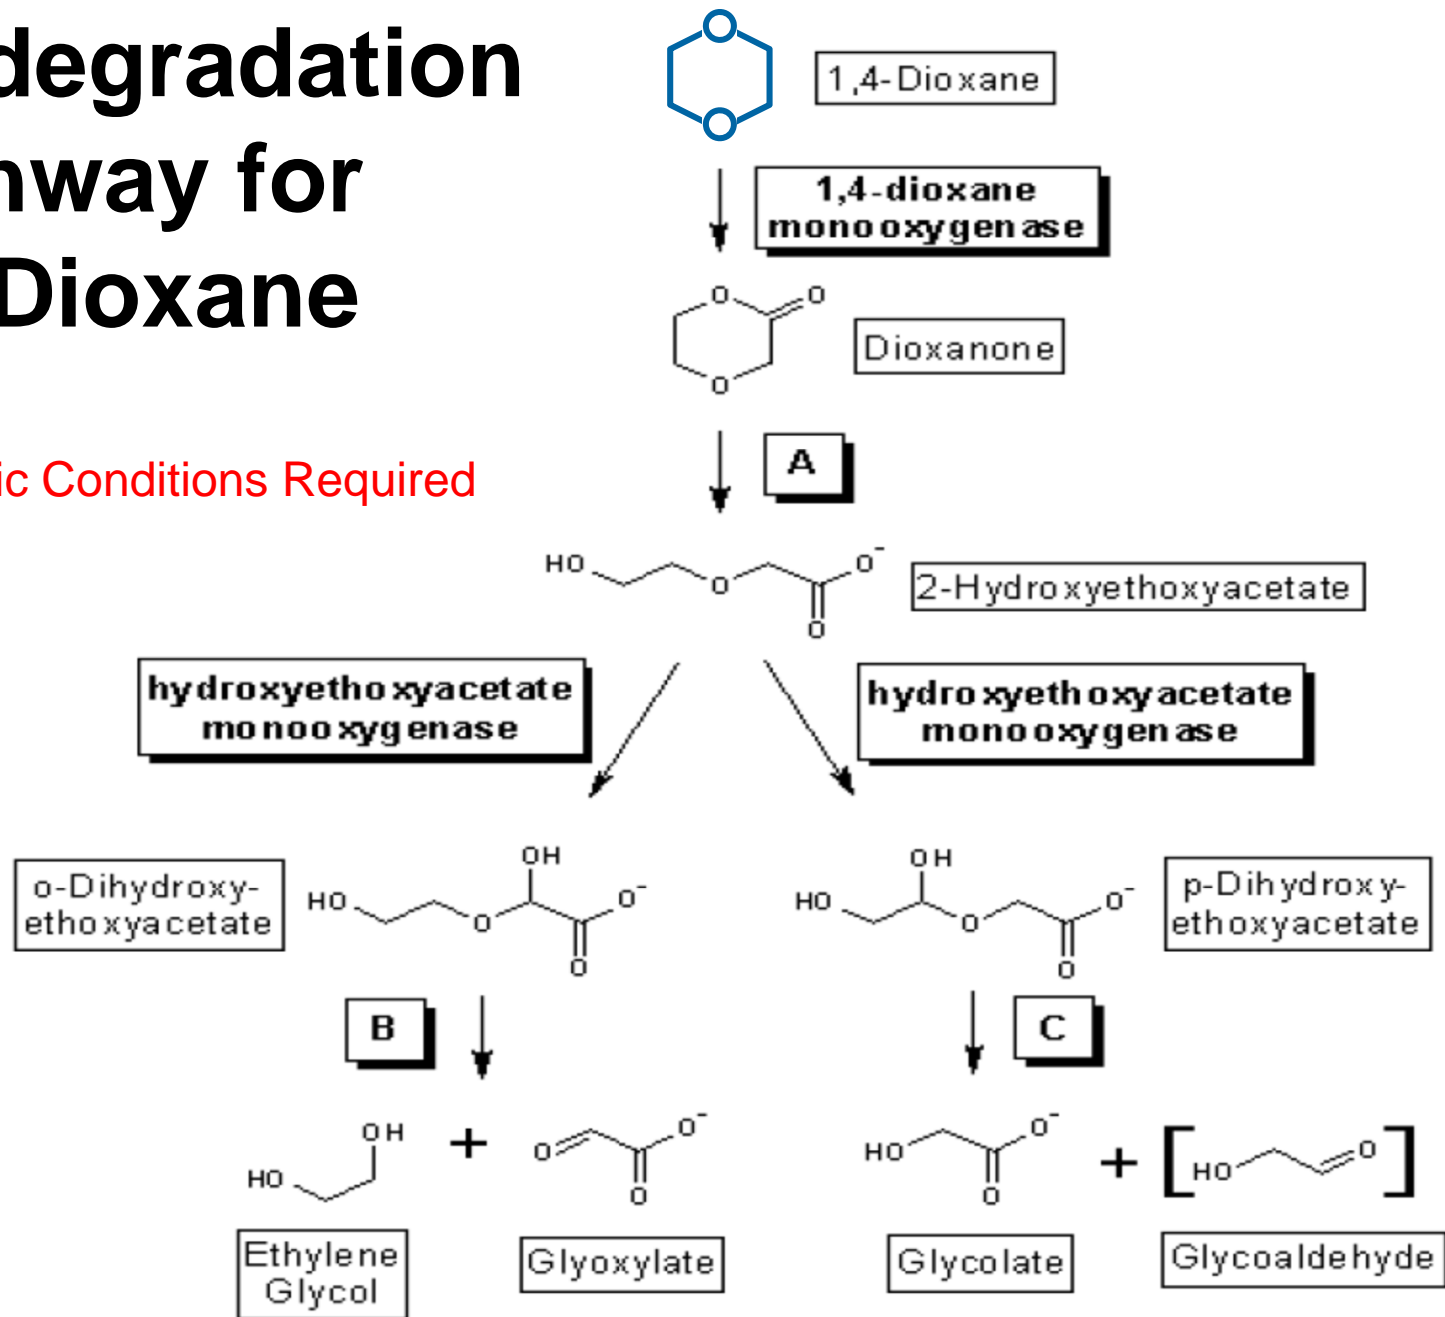 degradation
way for
Dioxane
ic Conditions Required
O
O
1,4-Dioxane
1,4-dioxane
monooxygenase
O
O
O
Dioxanone
A
HO
O
O⁻
O
2-Hydroxyethoxyacetate
hydroxyethoxyacetate
monooxygenase
hydroxyethoxyacetate
monooxygenase
o-Dihydroxy-
ethoxyacetate
OH
HO
O
O⁻
O
OH
HO
O
O⁻
O
p-Dihydroxy-
ethoxyacetate
B
C
OH
HO
+
O
O⁻
O
HO
O⁻
O
+
[HO O]
Ethylene
Glycol
Glyoxylate
Glycolate
Glycoaldehyde